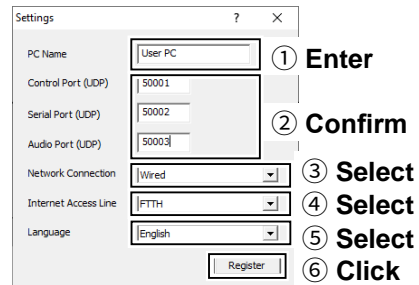 Settings ? ×
PC Name User PC ① Enter
Control Port (UDP) 50001
Serial Port (UDP) 50002 ② Confirm
Audio Port (UDP) 50003
Network Connection Wired ③ Select
Internet Access Line FTTH ④ Select
Language English ⑤ Select
Register ⑥ Click